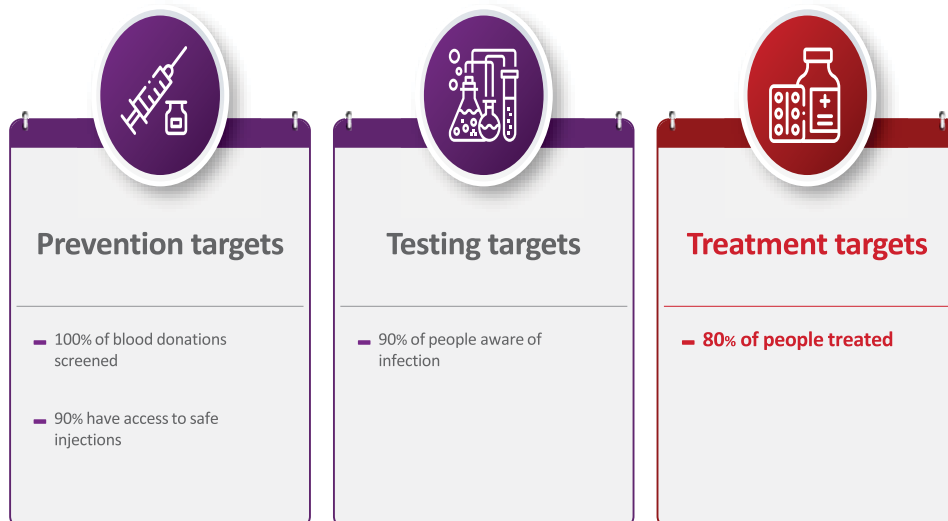 Prevention targets
100% of blood donations
screened
90% have access to safe
injections
Testing targets
90% of people aware of
infection
Treatment targets
80% of people treated